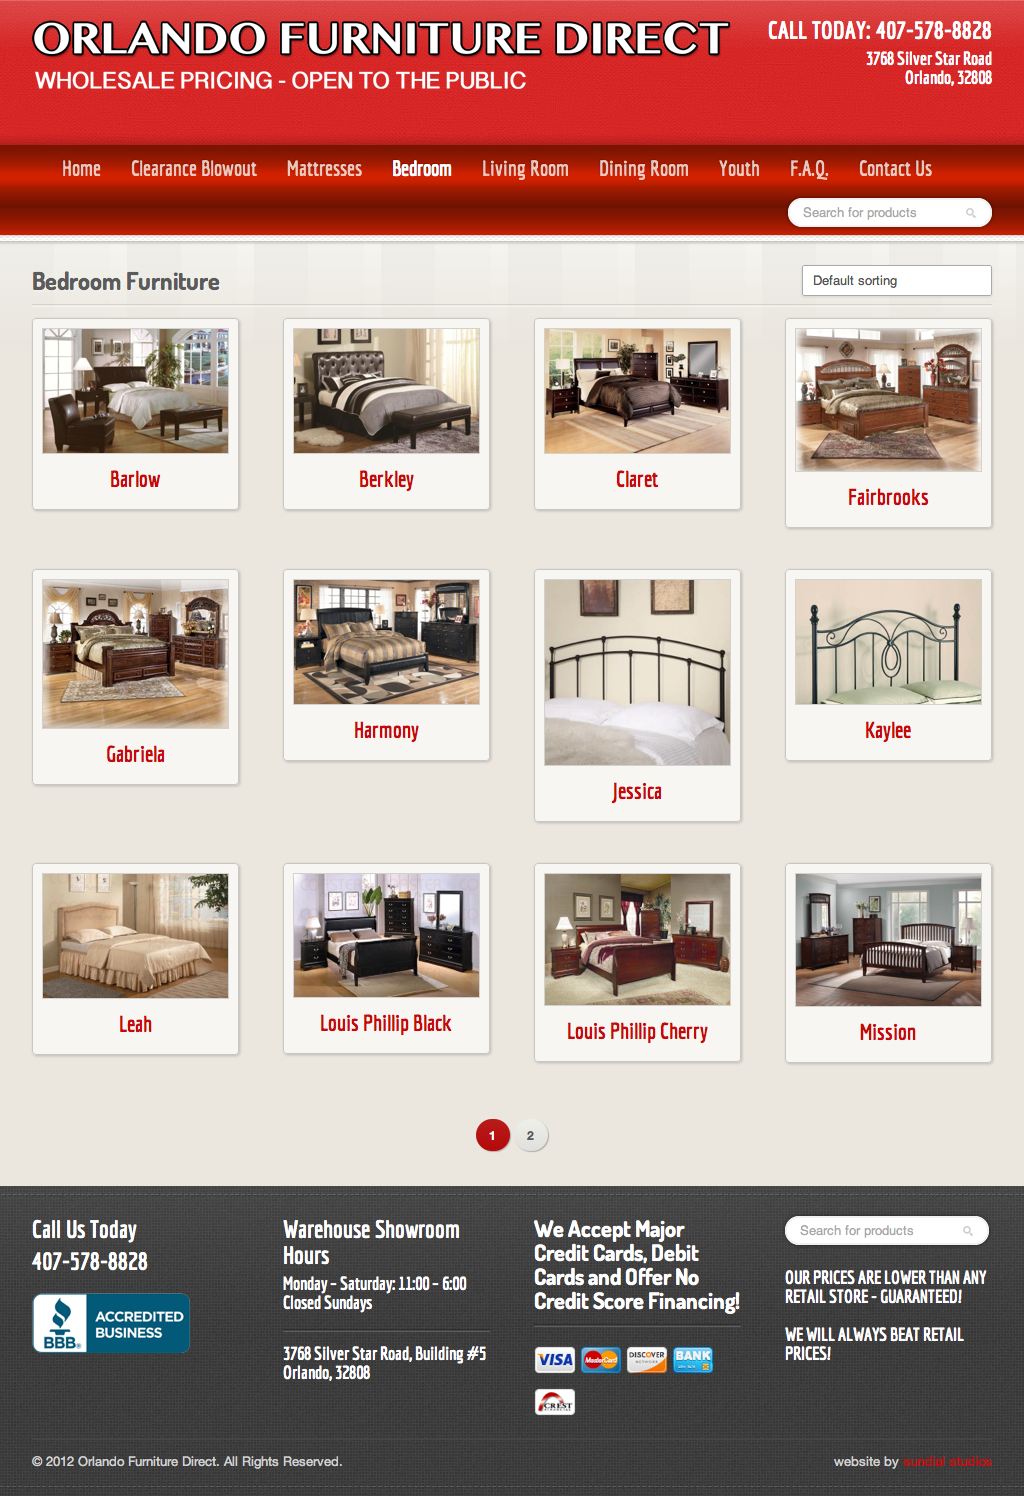 ORLANDO FURNITURE DIRECT
WHOLESALE PRICING - OPEN TO THE PUBLIC
CALL TODAY: 407-578-8828
3768 Silver Star Road
Orlando, 32808
Home Clearance Blowout Mattresses Bedroom Living Room Dining Room Youth F.A.Q. Contact Us
Search for products
Bedroom Furniture
Default sorting
Barlow
Berkley
Claret
Fairbrooks
Gabriela
Harmony
Jessica
Kaylee
Leah
Louis Phillip Black
Louis Phillip Cherry
Mission
1 2
Call Us Today
407-578-8828
BBB.
ACCREDITED
BUSINESS
Warehouse Showroom
Hours
Monday – Saturday: 11:00 – 6:00
Closed Sundays
3768 Silver Star Road, Building #5
Orlando, 32808
We Accept Major
Credit Cards, Debit
Cards and Offer No
Credit Score Financing!
VISA MasterCard DISCOVER BANK
CREST
Search for products
OUR PRICES ARE LOWER THAN ANY
RETAIL STORE - GUARANTEED!
WE WILL ALWAYS BEAT RETAIL
PRICES!
© 2012 Orlando Furniture Direct. All Rights Reserved.
website by sundial studios